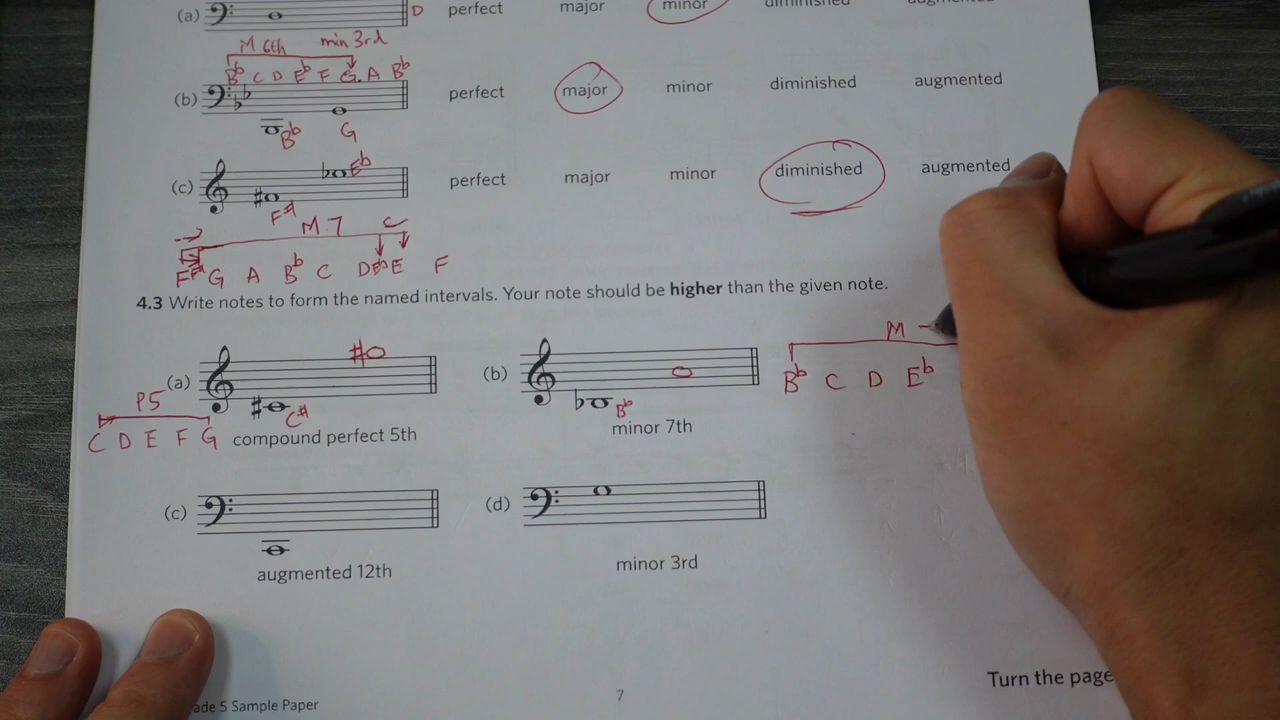 (a) D perfect major minor diminished augmented
M 6th min 3rd
B♭ C D E♭ F G A B♭
(b) perfect major minor diminished augmented
B♭ G
E♭
(c) perfect major minor diminished augmented
F#
M 7
F F# G A B♭ C D E♭ E F
4.3 Write notes to form the named intervals. Your note should be higher than the given note.
M
(a) (b) B♭ C D E♭
P5 C# B♭
C D E F G compound perfect 5th minor 7th
(c) (d)
augmented 12th minor 3rd
Turn the page
ade 5 Sample Paper 7